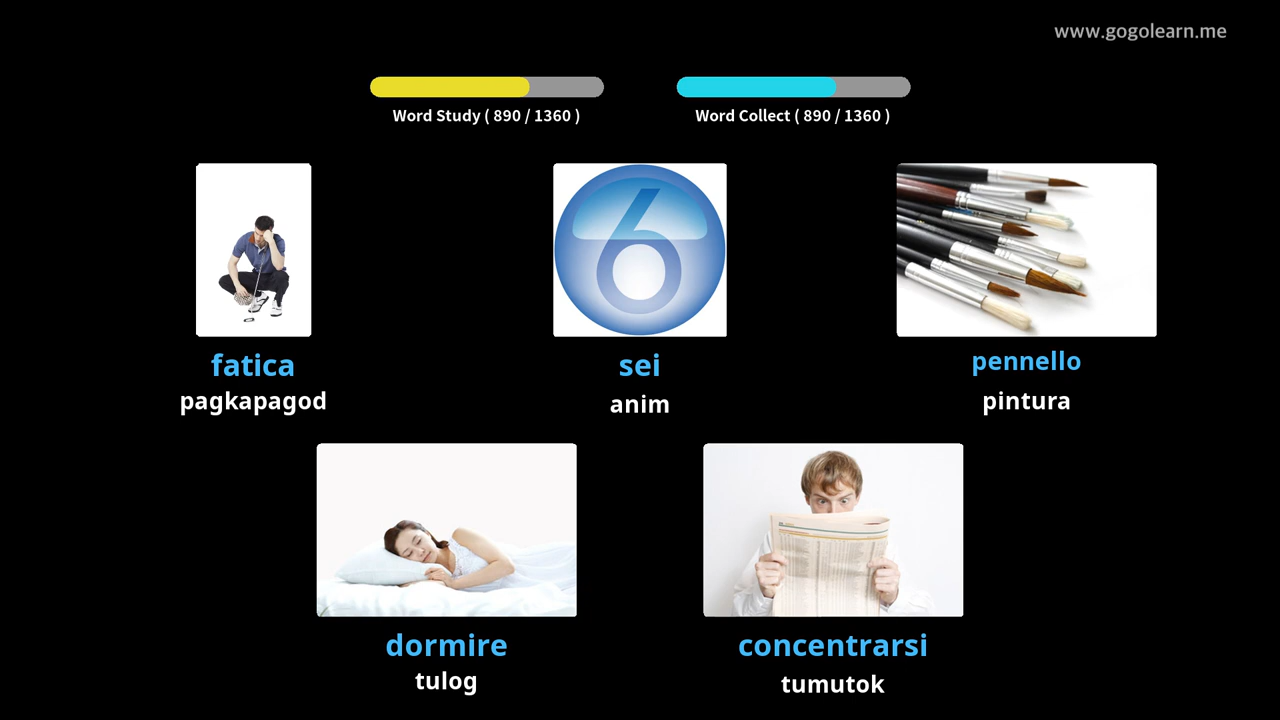 www.gogolearn.me
Word Study ( 890 / 1360 )
Word Collect ( 890 / 1360 )
6
fatica
pagkapagod
sei
anim
pennello
pintura
dormire
tulog
concentrarsi
tumutok